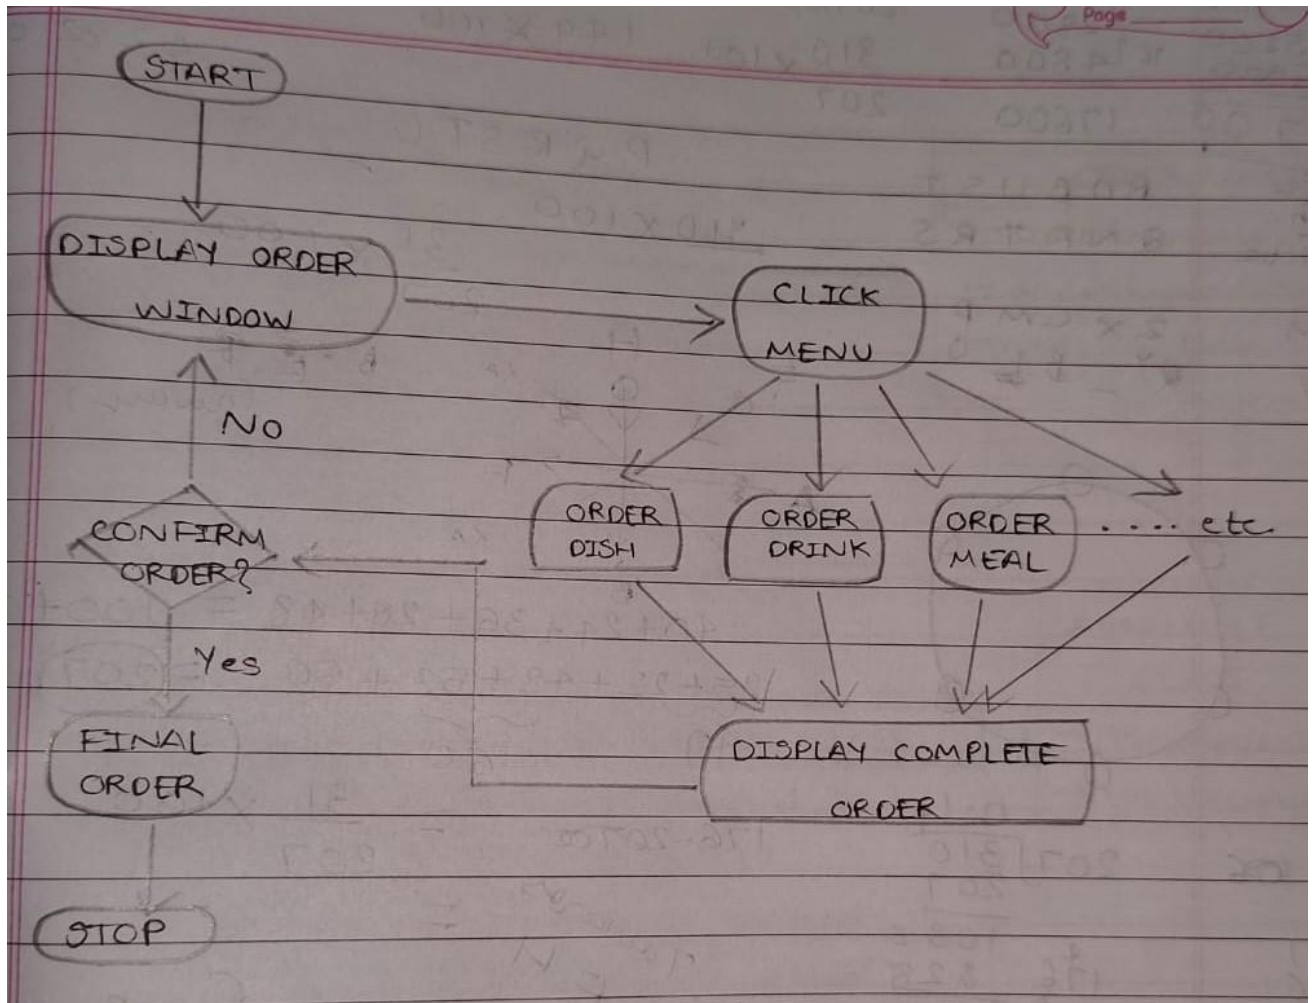 Page
START
DISPLAY ORDER
WINDOW
CLICK
MENU
No
ORDER
DISH
ORDER
DRINK
ORDER
MEAL
..... etc.
CONFIRM
ORDER?
Yes
FINAL
ORDER
DISPLAY COMPLETE
ORDER
STOP